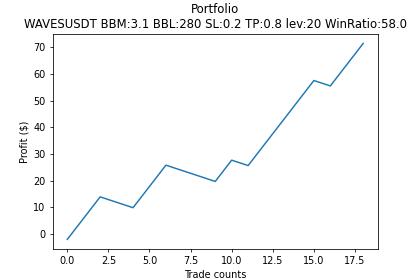 Portfolio
WAVESUSDT BBM:3.1 BBL:280 SL:0.2 TP:0.8 lev:20 WinRatio:58.0
70
60
50
40
30
20
10
0
Profit ($)
0.0 2.5 5.0 7.5 10.0 12.5 15.0 17.5
Trade counts